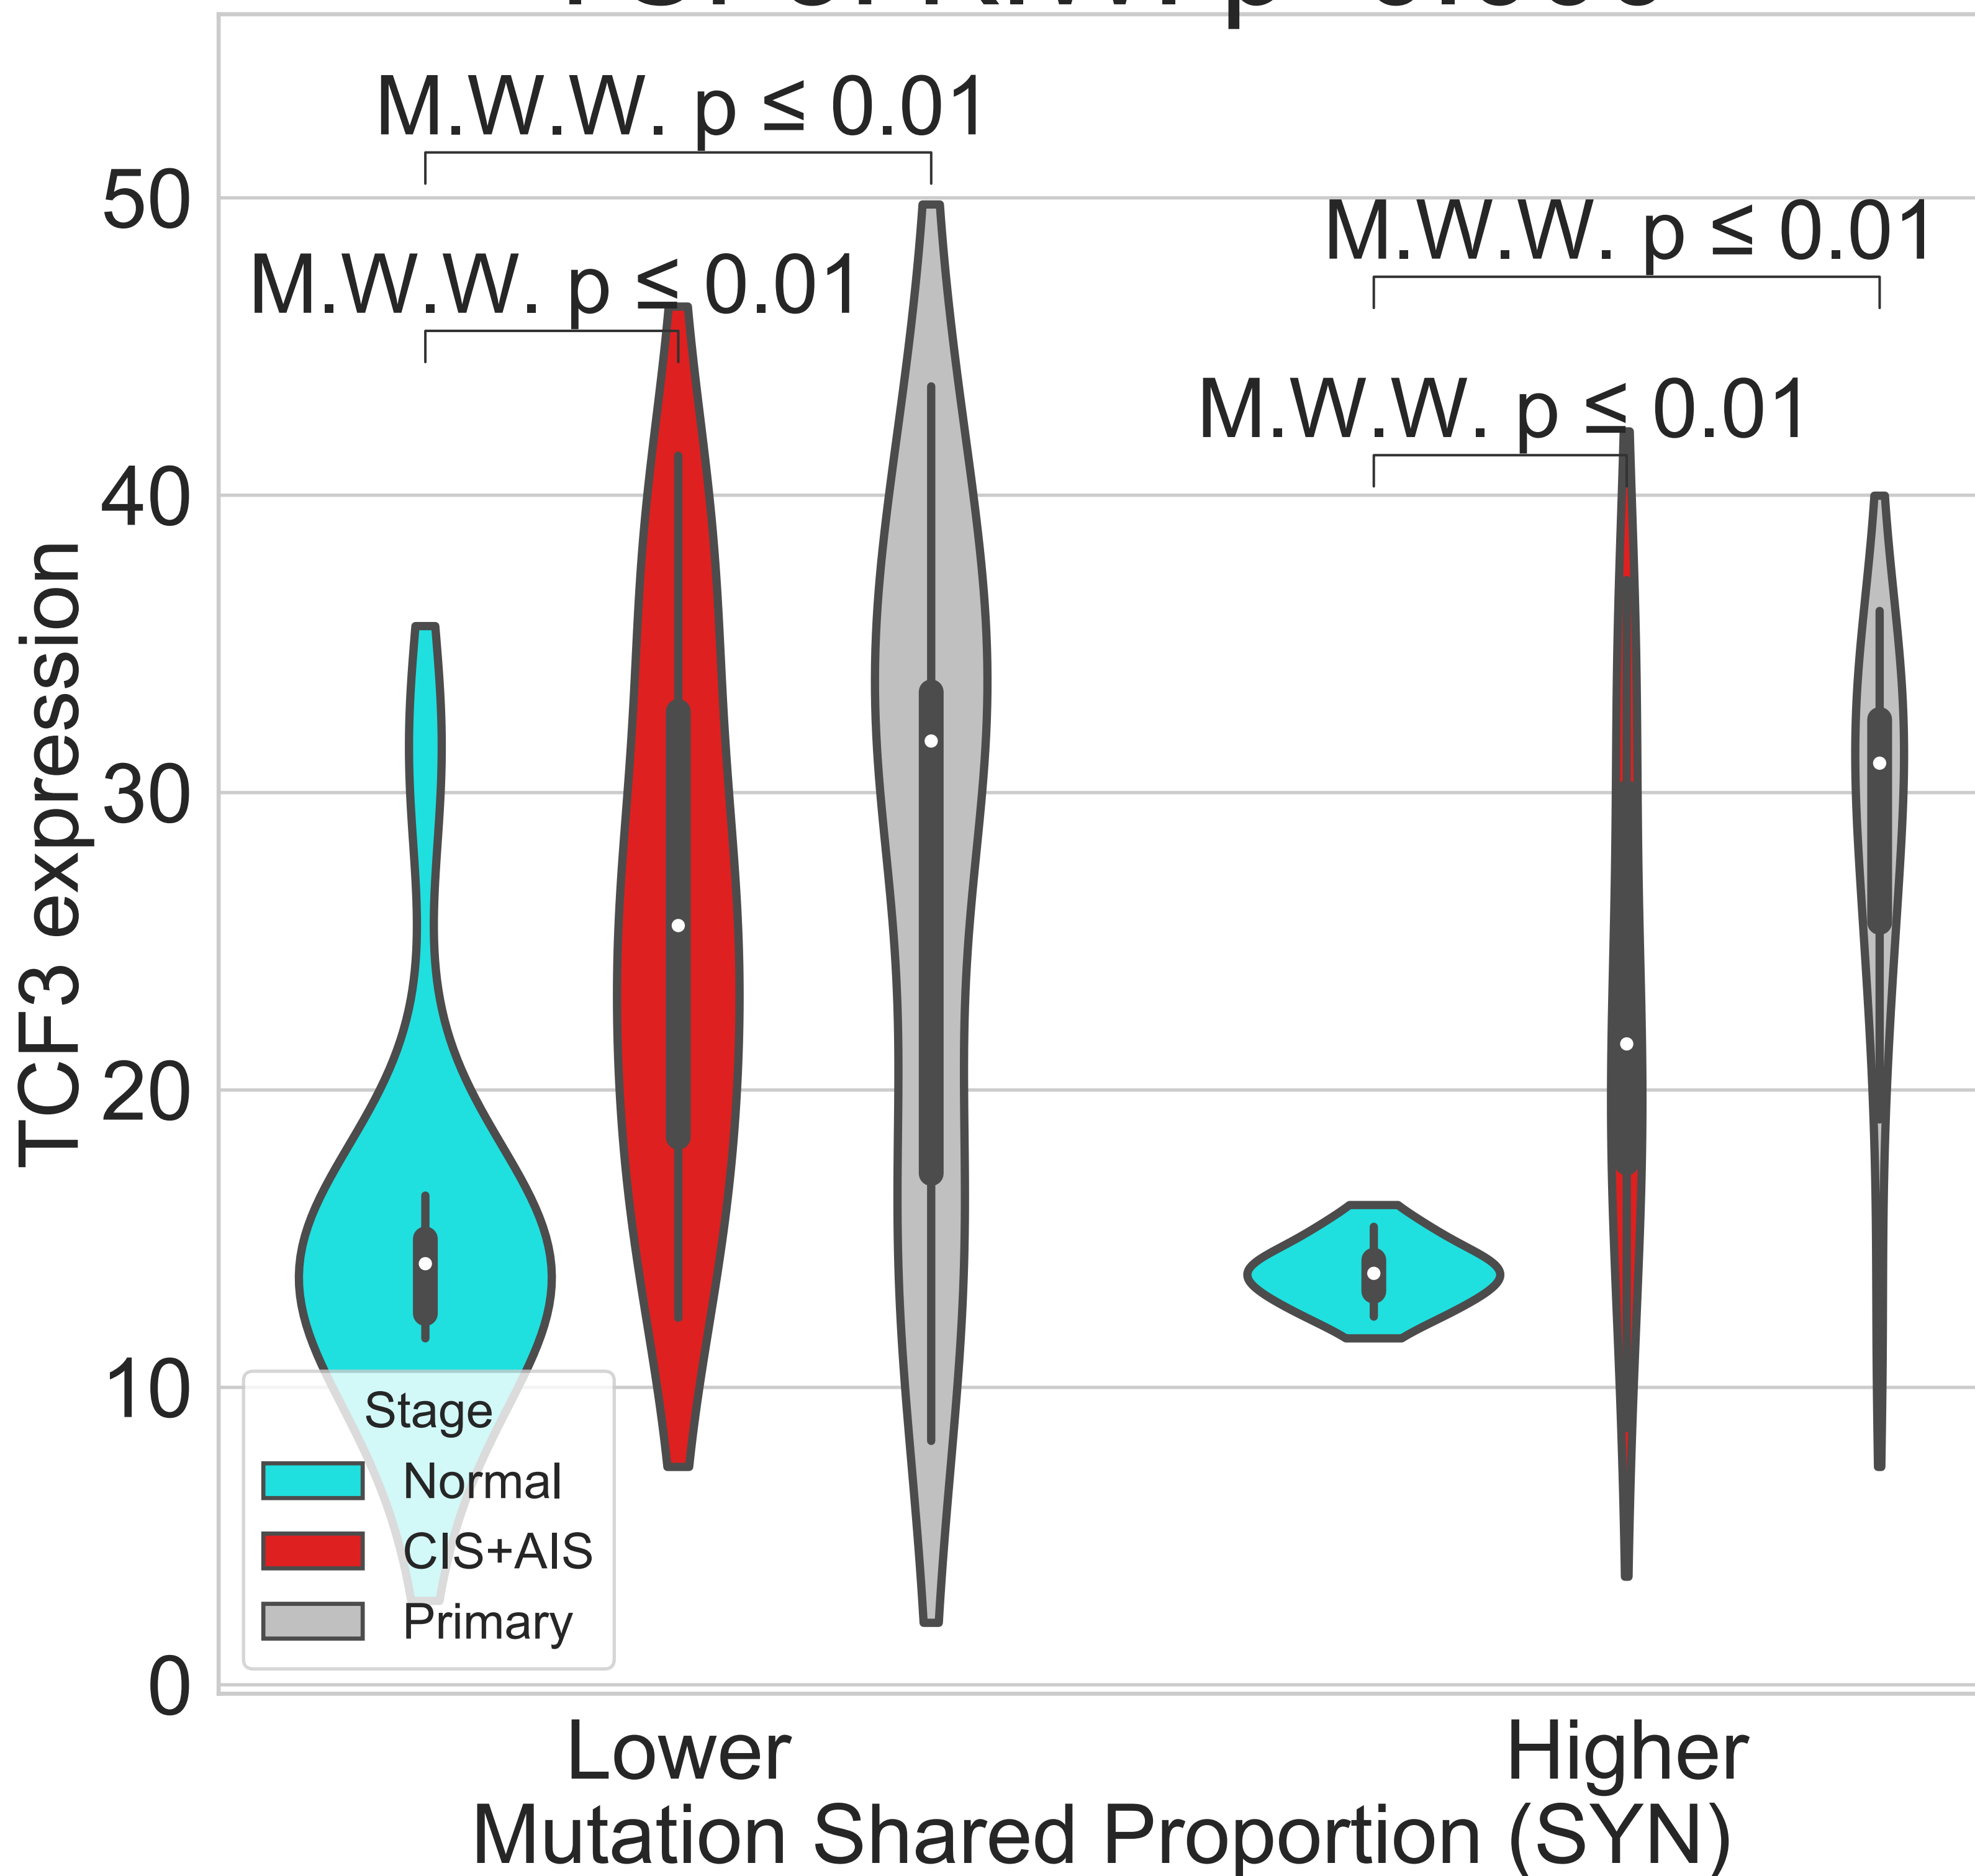 M.W.W. p ≤ 0.01
50
M.W.W. p ≤ 0.01
M.W.W. p ≤ 0.01
M.W.W. p ≤ 0.01
40
TCF3 expression
30
20
10
Stage
Normal
CIS+AIS
Primary
0
Lower
Higher
Mutation Shared Proportion (SYN)